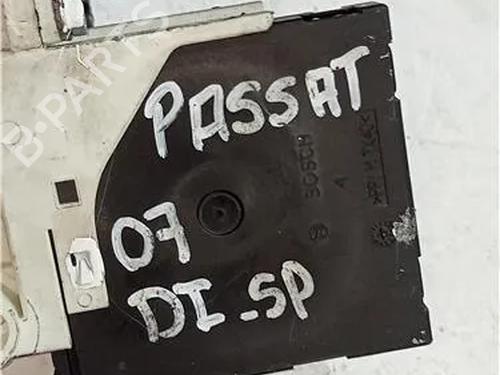 PASSAT
07
DI_SP
BOSCH
A
B-PARTS